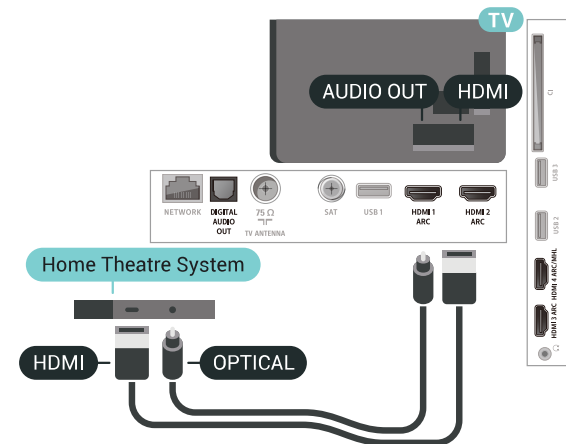 TV
AUDIO OUT
HDMI
CI
USB 3
USB 2
HDMI 4 ARC/MHL
HDMI 3 ARC
NETWORK
DIGITAL
AUDIO
OUT
75 Ω
TV ANTENNA
SAT
USB 1
HDMI 1
ARC
HDMI 2
ARC
Home Theatre System
HDMI
OPTICAL